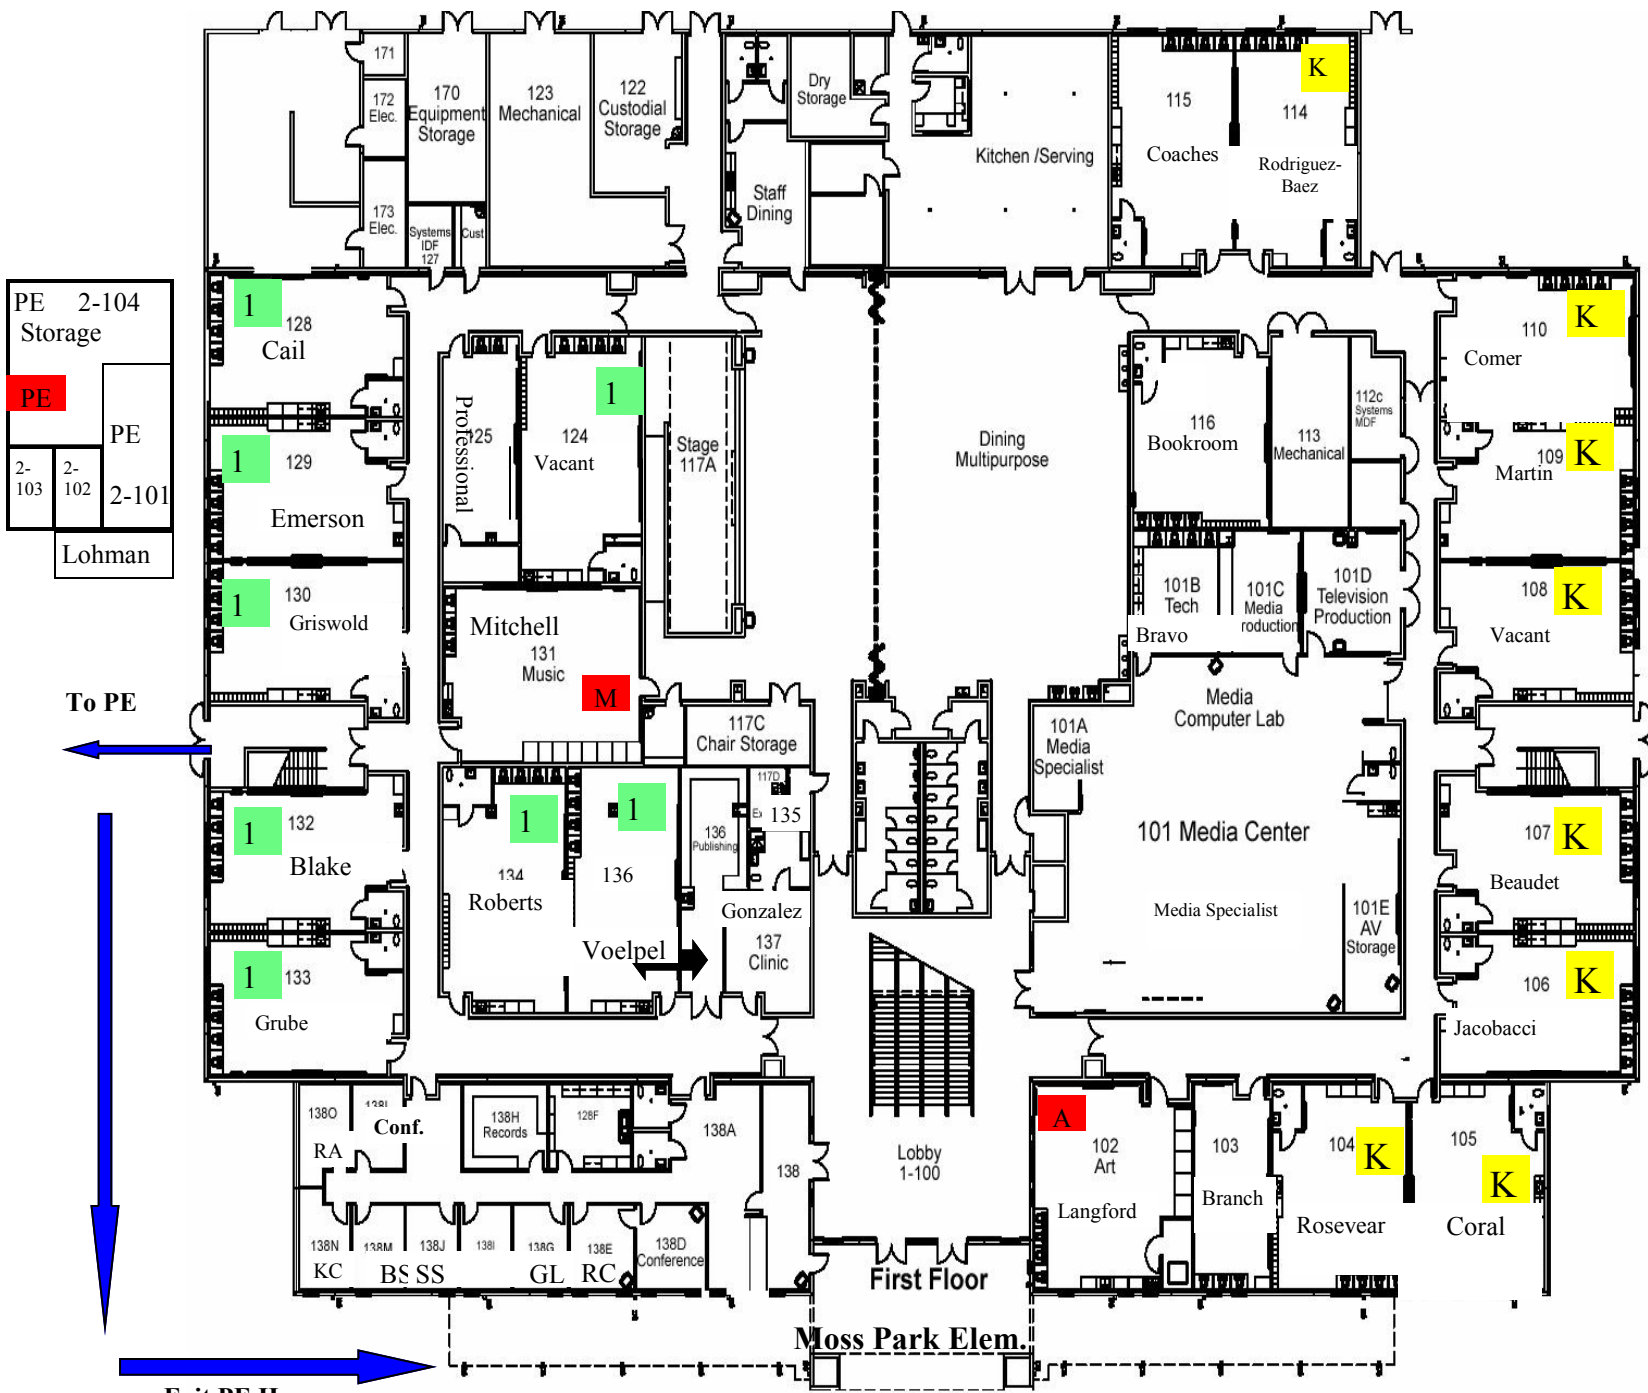 171
172
Elec.
170
Equipment
Storage
123
Mechanical
122
Custodial
Storage
173
Elec.
Systems
IDF
127
Cust
Dry
Storage
Staff
Dining
Kitchen /Serving
115
Coaches
K
114
Rodriguez-
Baez
PE 2-104
Storage
PE
PE
2-101
2-
103
2-
102
Lohman
1
128
Cail
1
129
Emerson
1
130
Griswold
Professional
125
1
124
Vacant
Stage
117A
Dining
Multipurpose
116
Bookroom
113
Mechanical
112c
Systems
MDF
K
110
Comer
K
109
Martin
K
108
Vacant
101B
Tech
Bravo
101C
Media
roduction
101D
Television
Production
Mitchell
131
Music
M
To PE
117C
Chair Storage
101A
Media
Specialist
Media
Computer Lab
1
132
Blake
1
134
Roberts
1
136
Voelpel
136
Publishing
117D
Ex
135
Gonzalez
137
Clinic
101 Media Center
Media Specialist
101E
AV
Storage
K
107
Beaudet
K
106
Jacobacci
1
133
Grube
138O
RA
138L
Conf.
138H
Records
128F
138A
138
Lobby
1-100
A
102
Art
Langford
103
Branch
104
K
Rosevear
105
K
Coral
138N
KC
138M
BS
138J
SS
138I
138G
GL
138E
RC
138D
Conference
First Floor
Moss Park Elem.